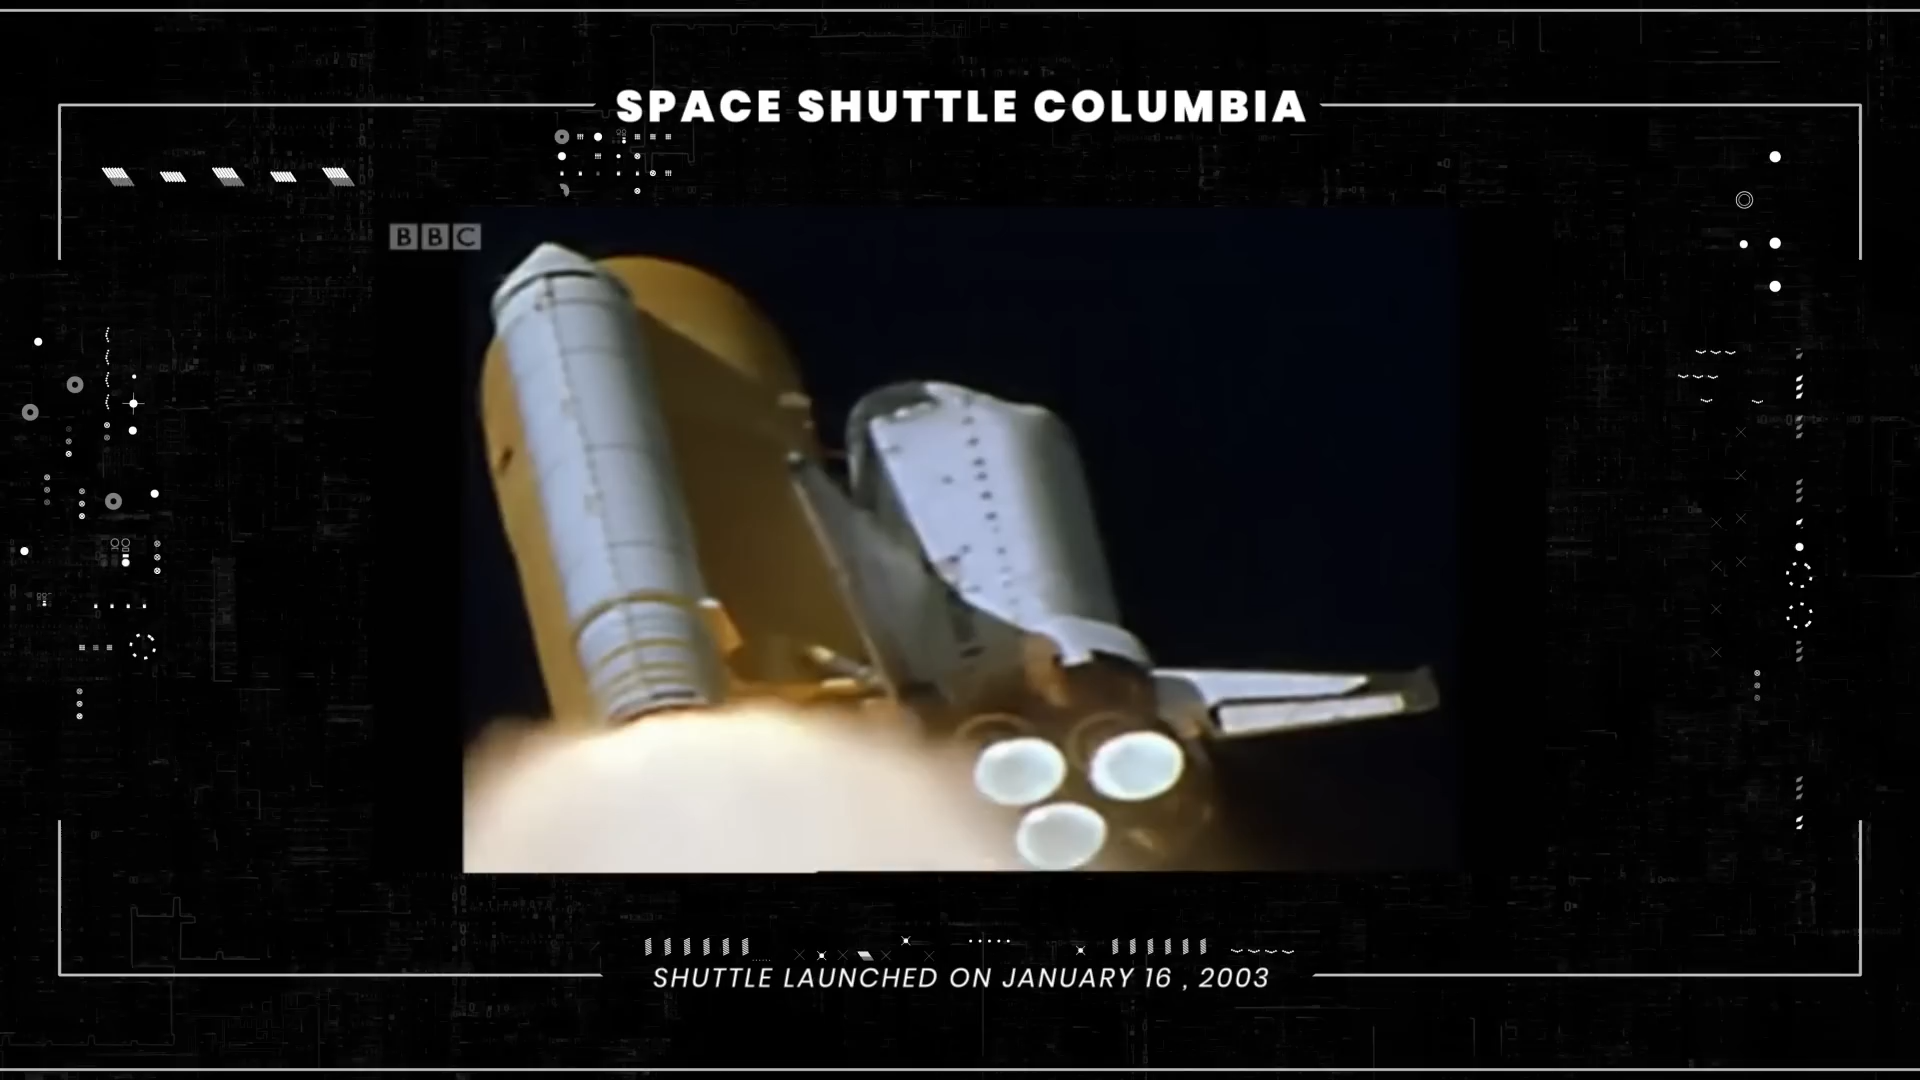 SPACE SHUTTLE COLUMBIA
BBC
SHUTTLE LAUNCHED ON JANUARY 16 , 2003